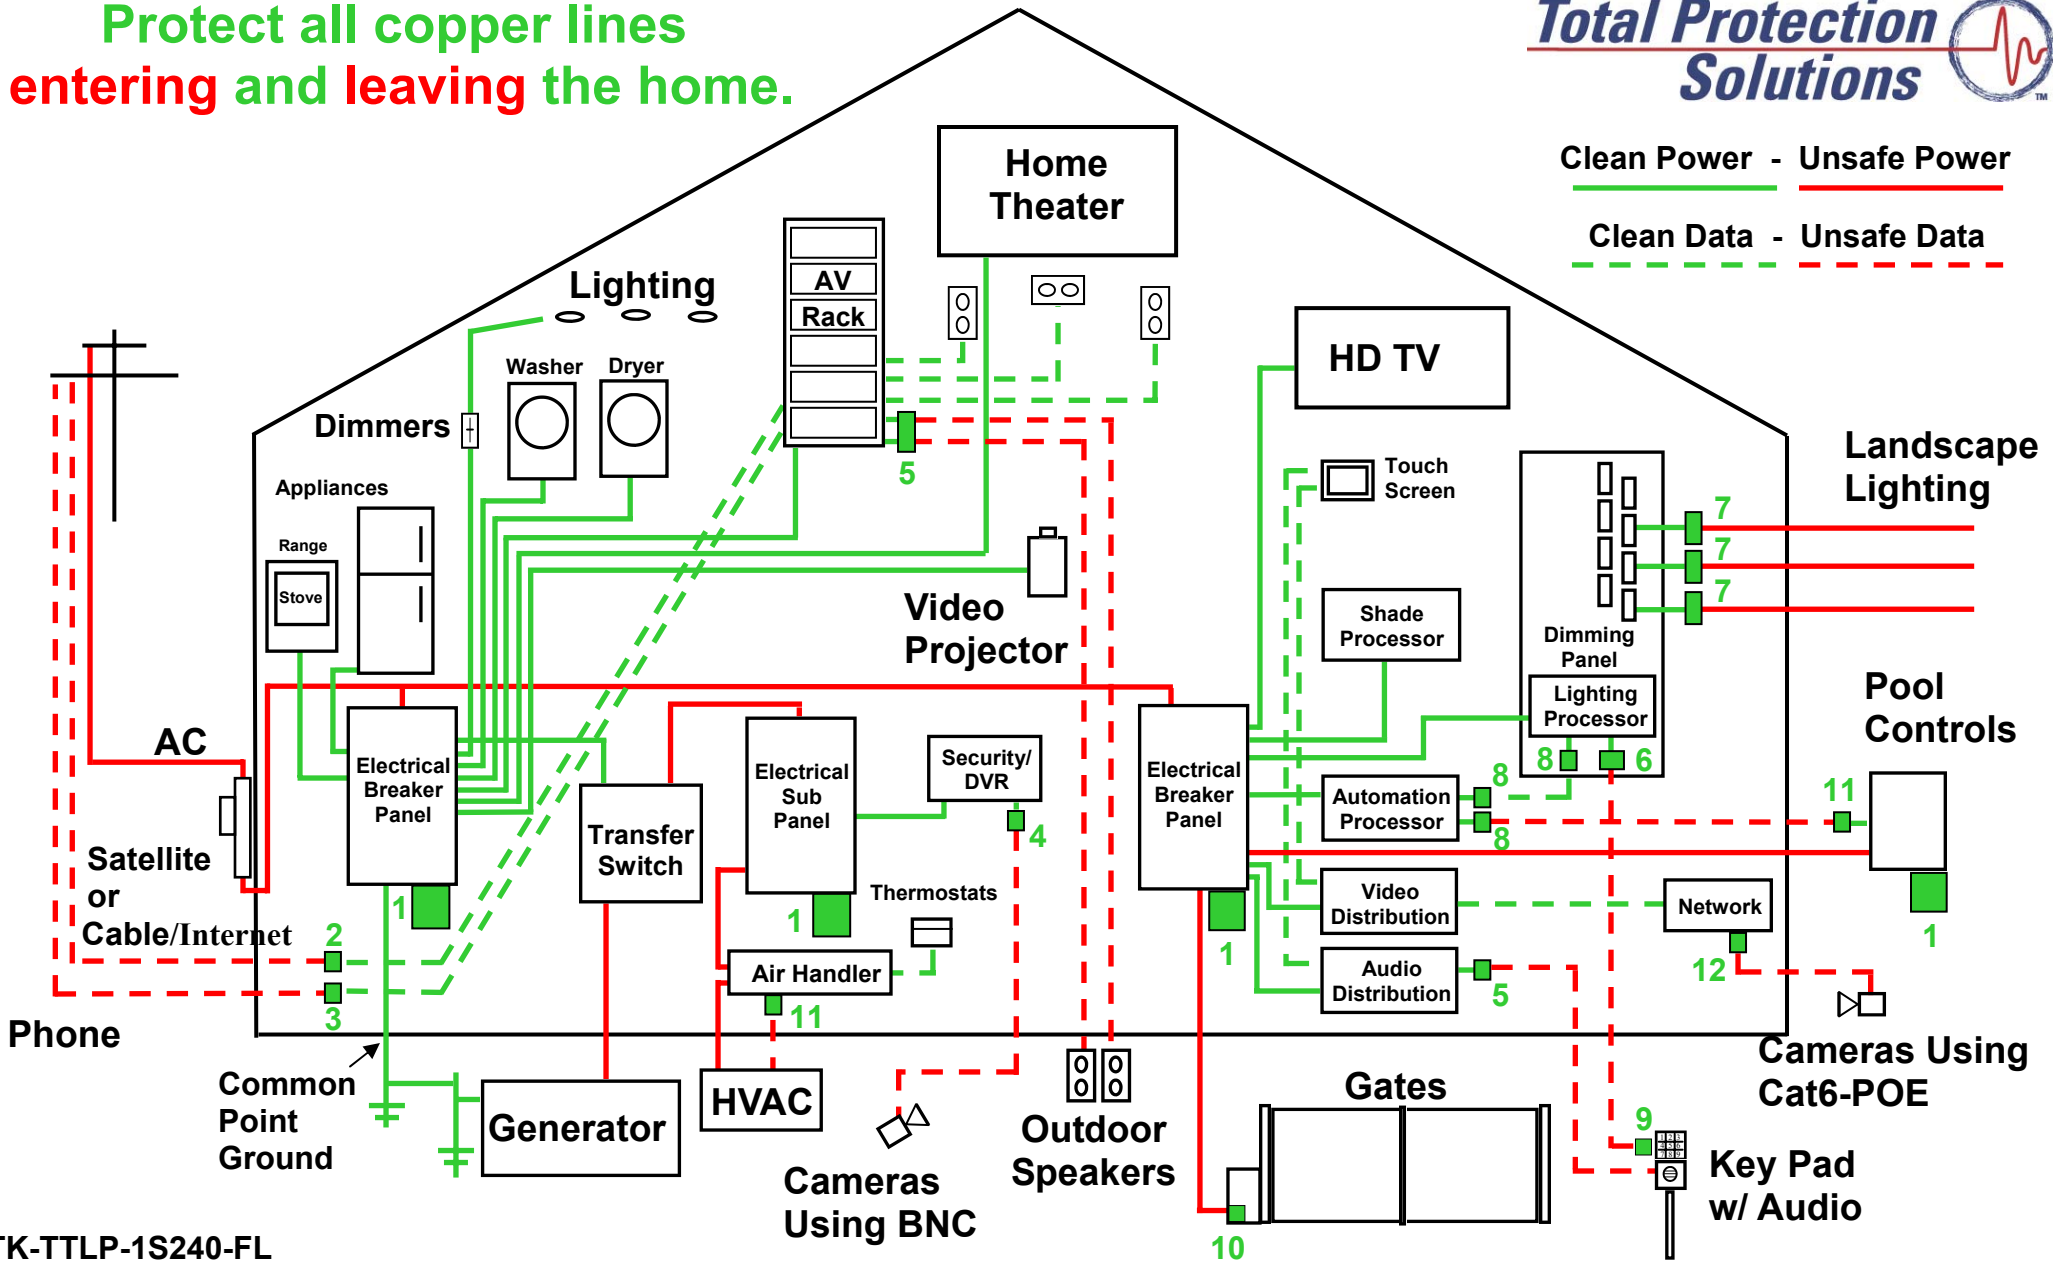 Protect all copper lines
entering and leaving the home.
Total Protection
Solutions
TM
Clean Power - Unsafe Power
Clean Data - Unsafe Data
Home
Theater
AV
Rack
Lighting
Washer
Dryer
Dimmers
5
Appliances
Range
Stove
HD TV
Touch
Screen
Landscape
Lighting
7
7
7
Video
Projector
Shade
Processor
Dimming
Panel
Lighting
Processor
8
6
Pool
Controls
AC
Electrical
Breaker
Panel
1
Transfer
Switch
Electrical
Sub
Panel
1
Security/
DVR
4
Thermostats
Electrical
Breaker
Panel
1
Automation
Processor
8
8
11
1
Satellite
or
Cable/Internet
2
3
Phone
Air Handler
11
Video
Distribution
Network
12
Audio
Distribution
5
Common
Point
Ground
Generator
HVAC
Cameras
Using BNC
Outdoor
Speakers
Gates
10
Cameras Using
Cat6-POE
9
Key Pad
w/ Audio
TK-TTLP-1S240-FL